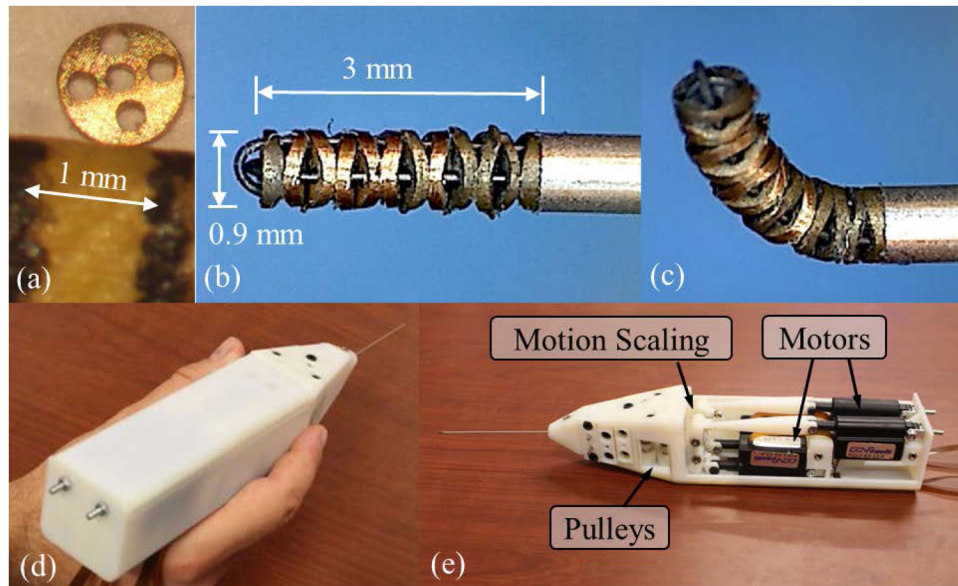 3 mm
1 mm
0.9 mm
(a)
(b)
(c)
Motion Scaling
Motors
Pulleys
(d)
(e)